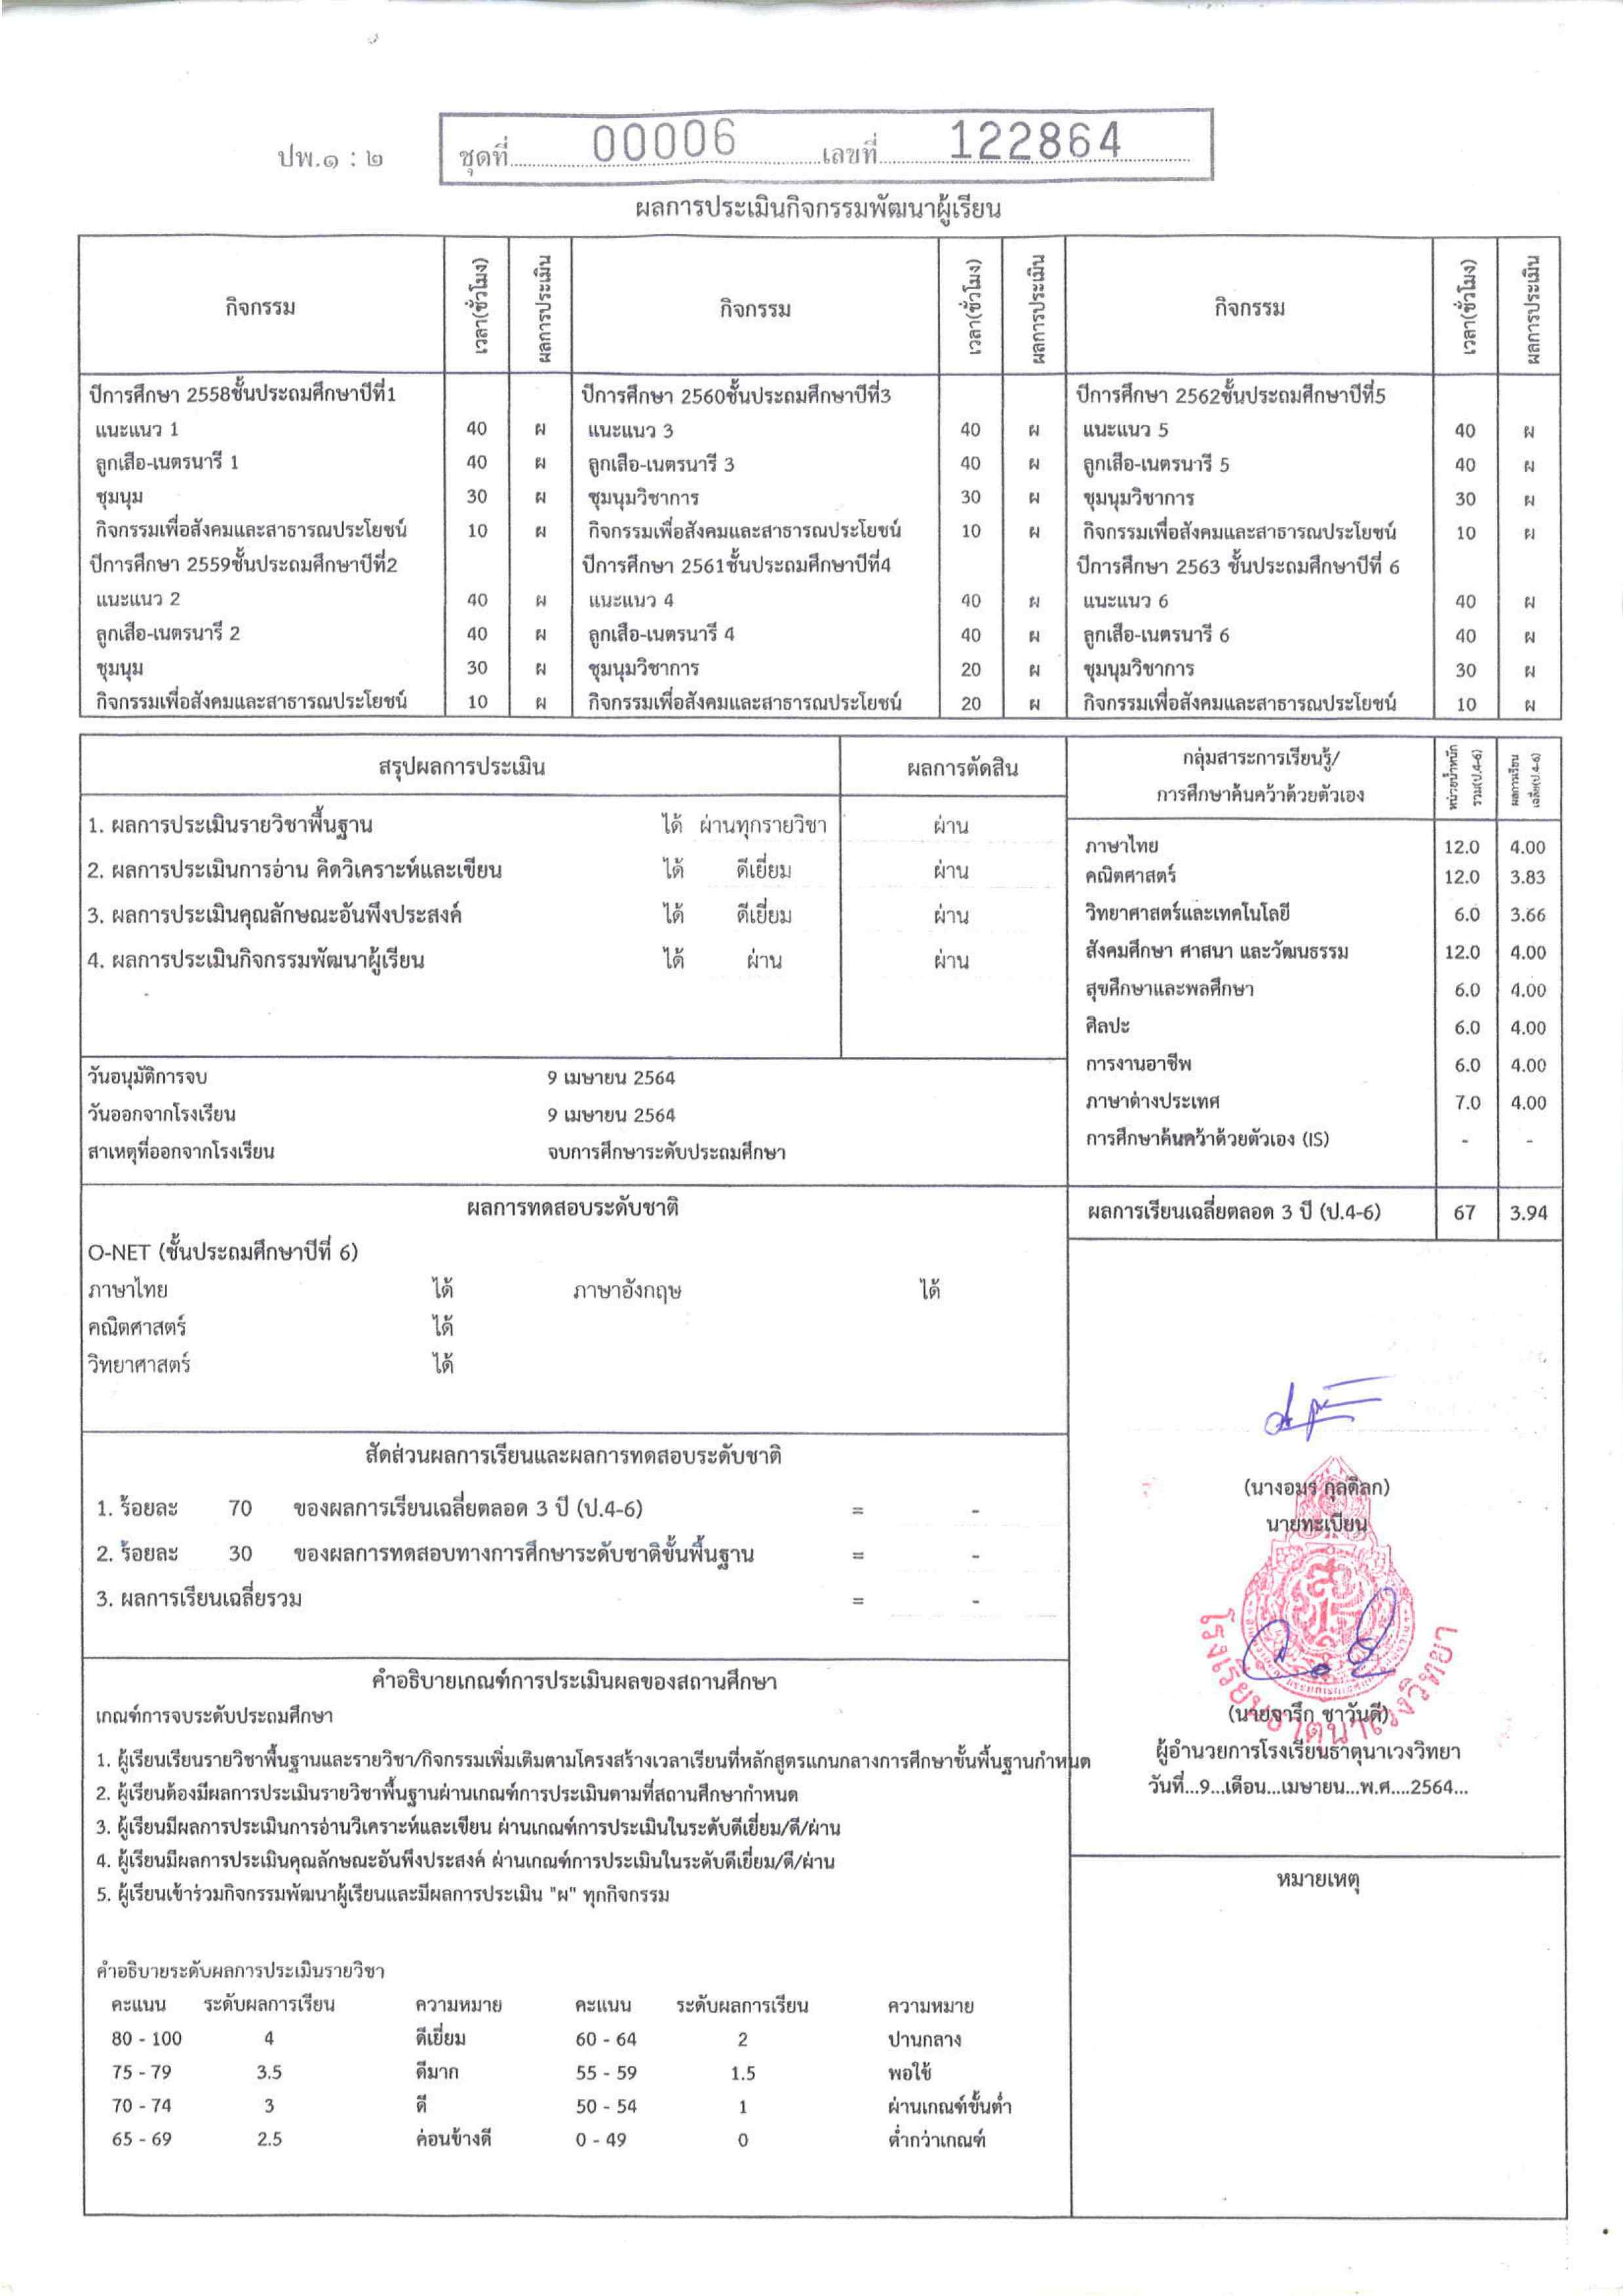 ปพ.๑ : ๒ ชุดที่ 00006 เลขที่ 122864
ผลการประเมินกิจกรรมพัฒนาผู้เรียน
กิจกรรม เวลา(ชั่วโมง) ผลการประเมิน กิจกรรม เวลา(ชั่วโมง) ผลการประเมิน กิจกรรม เวลา(ชั่วโมง) ผลการประเมิน
ปีการศึกษา 2558ชั้นประถมศึกษาปีที่1 ปีการศึกษา 2560ชั้นประถมศึกษาปีที่3 ปีการศึกษา 2562ชั้นประถมศึกษาปีที่5
แนะแนว 1 40 ผ แนะแนว 3 40 ผ แนะแนว 5 40 ผ
ลูกเสือ-เนตรนารี 1 40 ผ ลูกเสือ-เนตรนารี 3 40 ผ ลูกเสือ-เนตรนารี 5 40 ผ
ชุมนุม 30 ผ ชุมนุมวิชาการ 30 ผ ชุมนุมวิชาการ 30 ผ
กิจกรรมเพื่อสังคมและสาธารณประโยชน์ 10 ผ กิจกรรมเพื่อสังคมและสาธารณประโยชน์ 10 ผ กิจกรรมเพื่อสังคมและสาธารณประโยชน์ 10 ผ
ปีการศึกษา 2559ชั้นประถมศึกษาปีที่2 ปีการศึกษา 2561ชั้นประถมศึกษาปีที่4 ปีการศึกษา 2563 ชั้นประถมศึกษาปีที่ 6
แนะแนว 2 40 ผ แนะแนว 4 40 ผ แนะแนว 6 40 ผ
ลูกเสือ-เนตรนารี 2 40 ผ ลูกเสือ-เนตรนารี 4 40 ผ ลูกเสือ-เนตรนารี 6 40 ผ
ชุมนุม 30 ผ ชุมนุมวิชาการ 20 ผ ชุมนุมวิชาการ 30 ผ
กิจกรรมเพื่อสังคมและสาธารณประโยชน์ 10 ผ กิจกรรมเพื่อสังคมและสาธารณประโยชน์ 20 ผ กิจกรรมเพื่อสังคมและสาธารณประโยชน์ 10 ผ
สรุปผลการประเมิน ผลการตัดสิน
1. ผลการประเมินรายวิชาพื้นฐาน ได้ ผ่านทุกรายวิชา ผ่าน
2. ผลการประเมินการอ่าน คิดวิเคราะห์และเขียน ได้ ดีเยี่ยม ผ่าน
3. ผลการประเมินคุณลักษณะอันพึงประสงค์ ได้ ดีเยี่ยม ผ่าน
4. ผลการประเมินกิจกรรมพัฒนาผู้เรียน ได้ ผ่าน ผ่าน
วันอนุมัติการจบ 9 เมษายน 2564
วันออกจากโรงเรียน 9 เมษายน 2564
สาเหตุที่ออกจากโรงเรียน จบการศึกษาระดับประถมศึกษา
กลุ่มสาระการเรียนรู้/
การศึกษาค้นคว้าด้วยตัวเอง
หน่วยน้ำหนัก
รวม(ป.4-6)
ผลการเรียน
เฉลี่ย(ป.4-6)
ภาษาไทย 12.0 4.00
คณิตศาสตร์ 12.0 3.83
วิทยาศาสตร์และเทคโนโลยี 6.0 3.66
สังคมศึกษา ศาสนา และวัฒนธรรม 12.0 4.00
สุขศึกษาและพลศึกษา 6.0 4.00
ศิลปะ 6.0 4.00
การงานอาชีพ 6.0 4.00
ภาษาต่างประเทศ 7.0 4.00
การศึกษาค้นคว้าด้วยตัวเอง (IS) - -
ผลการเรียนเฉลี่ยตลอด 3 ปี (ป.4-6) 67 3.94
ผลการทดสอบระดับชาติ
O-NET (ชั้นประถมศึกษาปีที่ 6)
ภาษาไทย ได้ ภาษาอังกฤษ ได้
คณิตศาสตร์ ได้
วิทยาศาสตร์ ได้
สัดส่วนผลการเรียนและผลการทดสอบระดับชาติ
1. ร้อยละ 70 ของผลการเรียนเฉลี่ยตลอด 3 ปี (ป.4-6) = -
2. ร้อยละ 30 ของผลการทดสอบทางการศึกษาระดับชาติขั้นพื้นฐาน = -
3. ผลการเรียนเฉลี่ยรวม = -
คำอธิบายเกณฑ์การประเมินผลของสถานศึกษา
เกณฑ์การจบระดับประถมศึกษา
1. ผู้เรียนเรียนรายวิชาพื้นฐานและรายวิชา/กิจกรรมเพิ่มเติมตามโครงสร้างเวลาเรียนที่หลักสูตรแกนกลางการศึกษาขั้นพื้นฐานกำหนด
2. ผู้เรียนต้องมีผลการประเมินรายวิชาพื้นฐานผ่านเกณฑ์การประเมินตามที่สถานศึกษากำหนด
3. ผู้เรียนมีผลการประเมินการอ่านวิเคราะห์และเขียน ผ่านเกณฑ์การประเมินในระดับดีเยี่ยม/ดี/ผ่าน
4. ผู้เรียนมีผลการประเมินคุณลักษณะอันพึงประสงค์ ผ่านเกณฑ์การประเมินในระดับดีเยี่ยม/ดี/ผ่าน
5. ผู้เรียนเข้าร่วมกิจกรรมพัฒนาผู้เรียนและมีผลการประเมิน "ผ" ทุกกิจกรรม
คำอธิบายระดับผลการประเมินรายวิชา
คะแนน ระดับผลการเรียน ความหมาย คะแนน ระดับผลการเรียน ความหมาย
80 - 100 4 ดีเยี่ยม 60 - 64 2 ปานกลาง
75 - 79 3.5 ดีมาก 55 - 59 1.5 พอใช้
70 - 74 3 ดี 50 - 54 1 ผ่านเกณฑ์ขั้นต่ำ
65 - 69 2.5 ค่อนข้างดี 0 - 49 0 ต่ำกว่าเกณฑ์
(นางอมร กุลดิลก)
นายทะเบียน
โรงเรียนธาตุนาเวงวิทยา
(นายจารึก ชาวันดี)
ผู้อำนวยการโรงเรียนธาตุนาเวงวิทยา
วันที่...9...เดือน...เมษายน...พ.ศ....2564...
หมายเหตุ